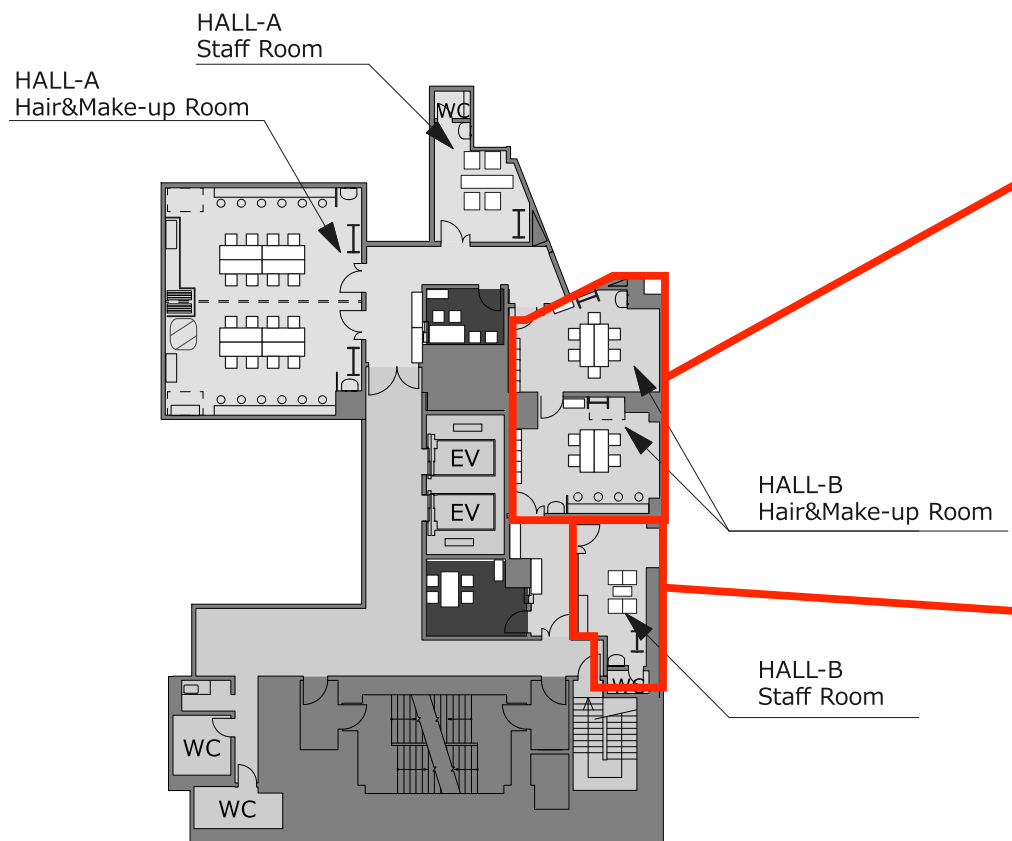 HALL-A
Staff Room
HALL-A
Hair&Make-up Room
WC
EV
EV
HALL-B
Hair&Make-up Room
HALL-B
Staff Room
WC
WC
WC